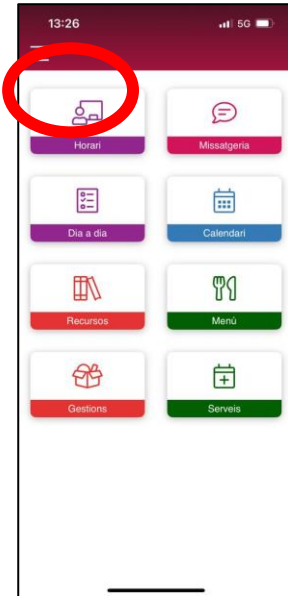 13:26 5G
Horari Missatgeria
Dia a dia Calendari
Recursos Menú
Gestions Serveis